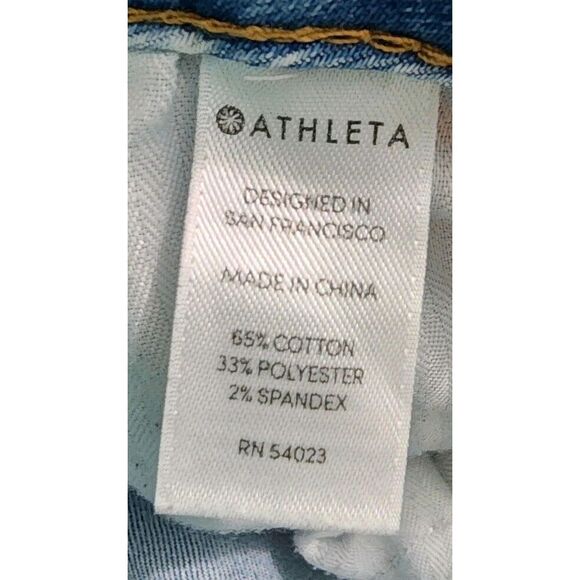 ATHLETA
DESIGNED IN
SAN FRANCISCO
MADE IN CHINA
65% COTTON
33% POLYESTER
2% SPANDEX
RN 54023